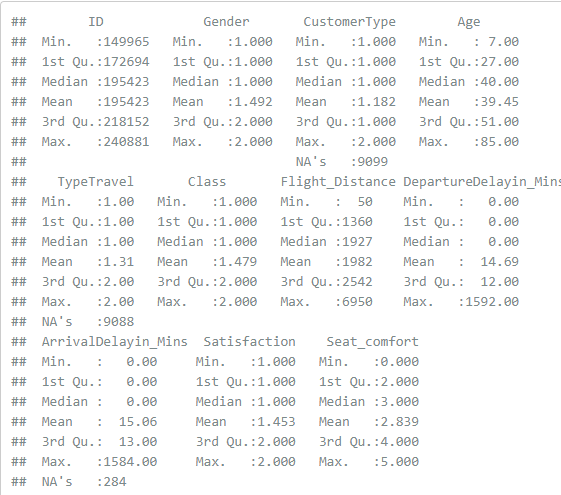 ##        ID             Gender       CustomerType        Age
##  Min.   :149965   Min.   :1.000   Min.   :1.000   Min.   : 7.00
##  1st Qu.:172694   1st Qu.:1.000   1st Qu.:1.000   1st Qu.:27.00
##  Median :195423   Median :1.000   Median :1.000   Median :40.00
##  Mean   :195423   Mean   :1.492   Mean   :1.182   Mean   :39.45
##  3rd Qu.:218152   3rd Qu.:2.000   3rd Qu.:1.000   3rd Qu.:51.00
##  Max.   :240881   Max.   :2.000   Max.   :2.000   Max.   :85.00
##                                   NA's   :9099
##    TypeTravel       Class       Flight_Distance DepartureDelayin_Mins
##  Min.   :1.00   Min.   :1.000   Min.   :  50    Min.   :   0.00
##  1st Qu.:1.00   1st Qu.:1.000   1st Qu.:1360    1st Qu.:   0.00
##  Median :1.00   Median :1.000   Median :1927    Median :   0.00
##  Mean   :1.31   Mean   :1.479   Mean   :1982    Mean   :  14.69
##  3rd Qu.:2.00   3rd Qu.:2.000   3rd Qu.:2542    3rd Qu.:  12.00
##  Max.   :2.00   Max.   :2.000   Max.   :6950    Max.   :1592.00
##  NA's   :9088
##  ArrivalDelayin_Mins  Satisfaction    Seat_comfort
##  Min.   :   0.00     Min.   :1.000   Min.   :0.000
##  1st Qu.:   0.00     1st Qu.:1.000   1st Qu.:2.000
##  Median :   0.00     Median :1.000   Median :3.000
##  Mean   :  15.06     Mean   :1.453   Mean   :2.839
##  3rd Qu.:  13.00     3rd Qu.:2.000   3rd Qu.:4.000
##  Max.   :1584.00     Max.   :2.000   Max.   :5.000
##  NA's   :284